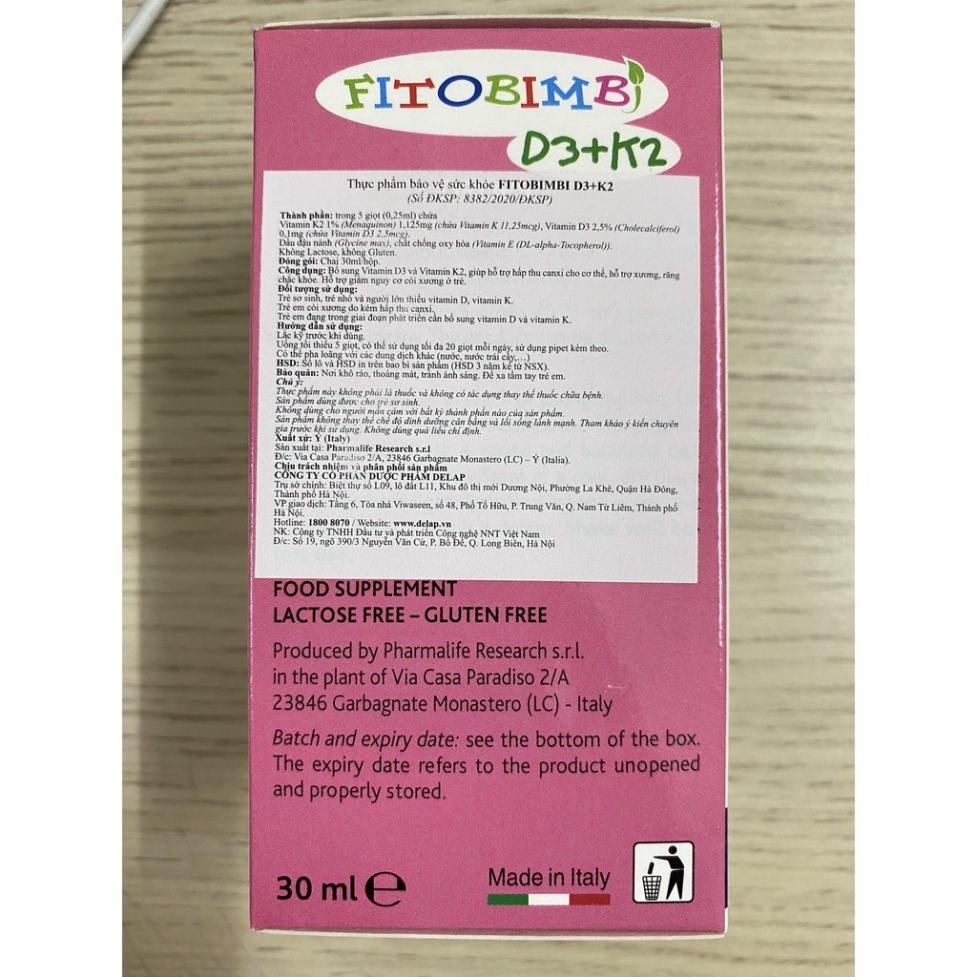 FITOBIMBi
D3+K2
Thực phẩm bảo vệ sức khỏe FITOBIMBI D3+K2
(Số ĐKSP: 8382/2020/ĐKSP)
Thành phần: trong 5 giọt (0,25ml) chứa
Vitamin K2 1% (Menaquinon) 1,125mg (chứa Vitamin K 11,25mcg), Vitamin D3 2,5% (Cholecalciferol)
0,1mg (chứa Vitamin D3 2,5mcg).
Dầu đậu nành (Glycine max), chất chống oxy hóa (Vitamin E (DL-alpha-Tocopherol)).
Không Lactose, không Gluten.
Đóng gói: Chai 30ml/hộp.
Công dụng: Bổ sung Vitamin D3 và Vitamin K2, giúp hỗ trợ hấp thu canxi cho cơ thể, hỗ trợ xương, răng
chắc khỏe. Hỗ trợ giảm nguy cơ còi xương ở trẻ.
Đối tượng sử dụng:
Trẻ sơ sinh, trẻ nhỏ và người lớn thiếu vitamin D, vitamin K.
Trẻ em còi xương do kém hấp thu canxi.
Trẻ em đang trong giai đoạn phát triển cần bổ sung vitamin D và vitamin K.
Hướng dẫn sử dụng:
Lắc kỹ trước khi dùng.
Uống tối thiểu 5 giọt, có thể sử dụng tối đa 20 giọt mỗi ngày, sử dụng pipet kèm theo.
Có thể pha loãng với các dung dịch khác (nước, nước trái cây,...)
HSD: Số lô và HSD in trên bao bì sản phẩm (HSD 3 năm kể từ NSX).
Bảo quản: Nơi khô ráo, thoáng mát, tránh ánh sáng. Để xa tầm tay trẻ em.
Chú ý:
Thực phẩm này không phải là thuốc và không có tác dụng thay thế thuốc chữa bệnh.
Sản phẩm dùng được cho trẻ sơ sinh.
Không dùng cho người mẫn cảm với bất kỳ thành phần nào của sản phẩm.
Sản phẩm không thay thế chế độ dinh dưỡng cân bằng và lối sống lành mạnh. Tham khảo ý kiến chuyên
gia trước khi sử dụng. Không dùng quá liều chỉ định.
Xuất xứ: Ý (Italy)
Sản xuất tại: Pharmalife Research s.r.l
Đ/c: Via Casa Paradiso 2/A, 23846 Garbagnate Monastero (LC) – Ý (Italia).
Chịu trách nhiệm và phân phối sản phẩm
CÔNG TY CỔ PHẦN DƯỢC PHẨM DELAP
Trụ sở chính: Biệt thự số L09, lô đất L11, Khu đô thị mới Dương Nội, Phường La Khê, Quận Hà Đông,
Thành phố Hà Nội.
VP giao dịch: Tầng 6, Tòa nhà Viwaseen, số 48, Phố Tố Hữu, P. Trung Văn, Q. Nam Từ Liêm, Thành phố
Hà Nội.
Hotline: 1800 8070 / Website: www.delap.vn
NK: Công ty TNHH Đầu tư và phát triển Công nghệ NNT Việt Nam
Đ/c: Số 19, ngõ 390/3 Nguyễn Văn Cừ, P. Bồ Đề, Q. Long Biên, Hà Nội
FOOD SUPPLEMENT
LACTOSE FREE – GLUTEN FREE
Produced by Pharmalife Research s.r.l.
in the plant of Via Casa Paradiso 2/A
23846 Garbagnate Monastero (LC) - Italy
Batch and expiry date: see the bottom of the box.
The expiry date refers to the product unopened
and properly stored.
30 ml e
Made in Italy